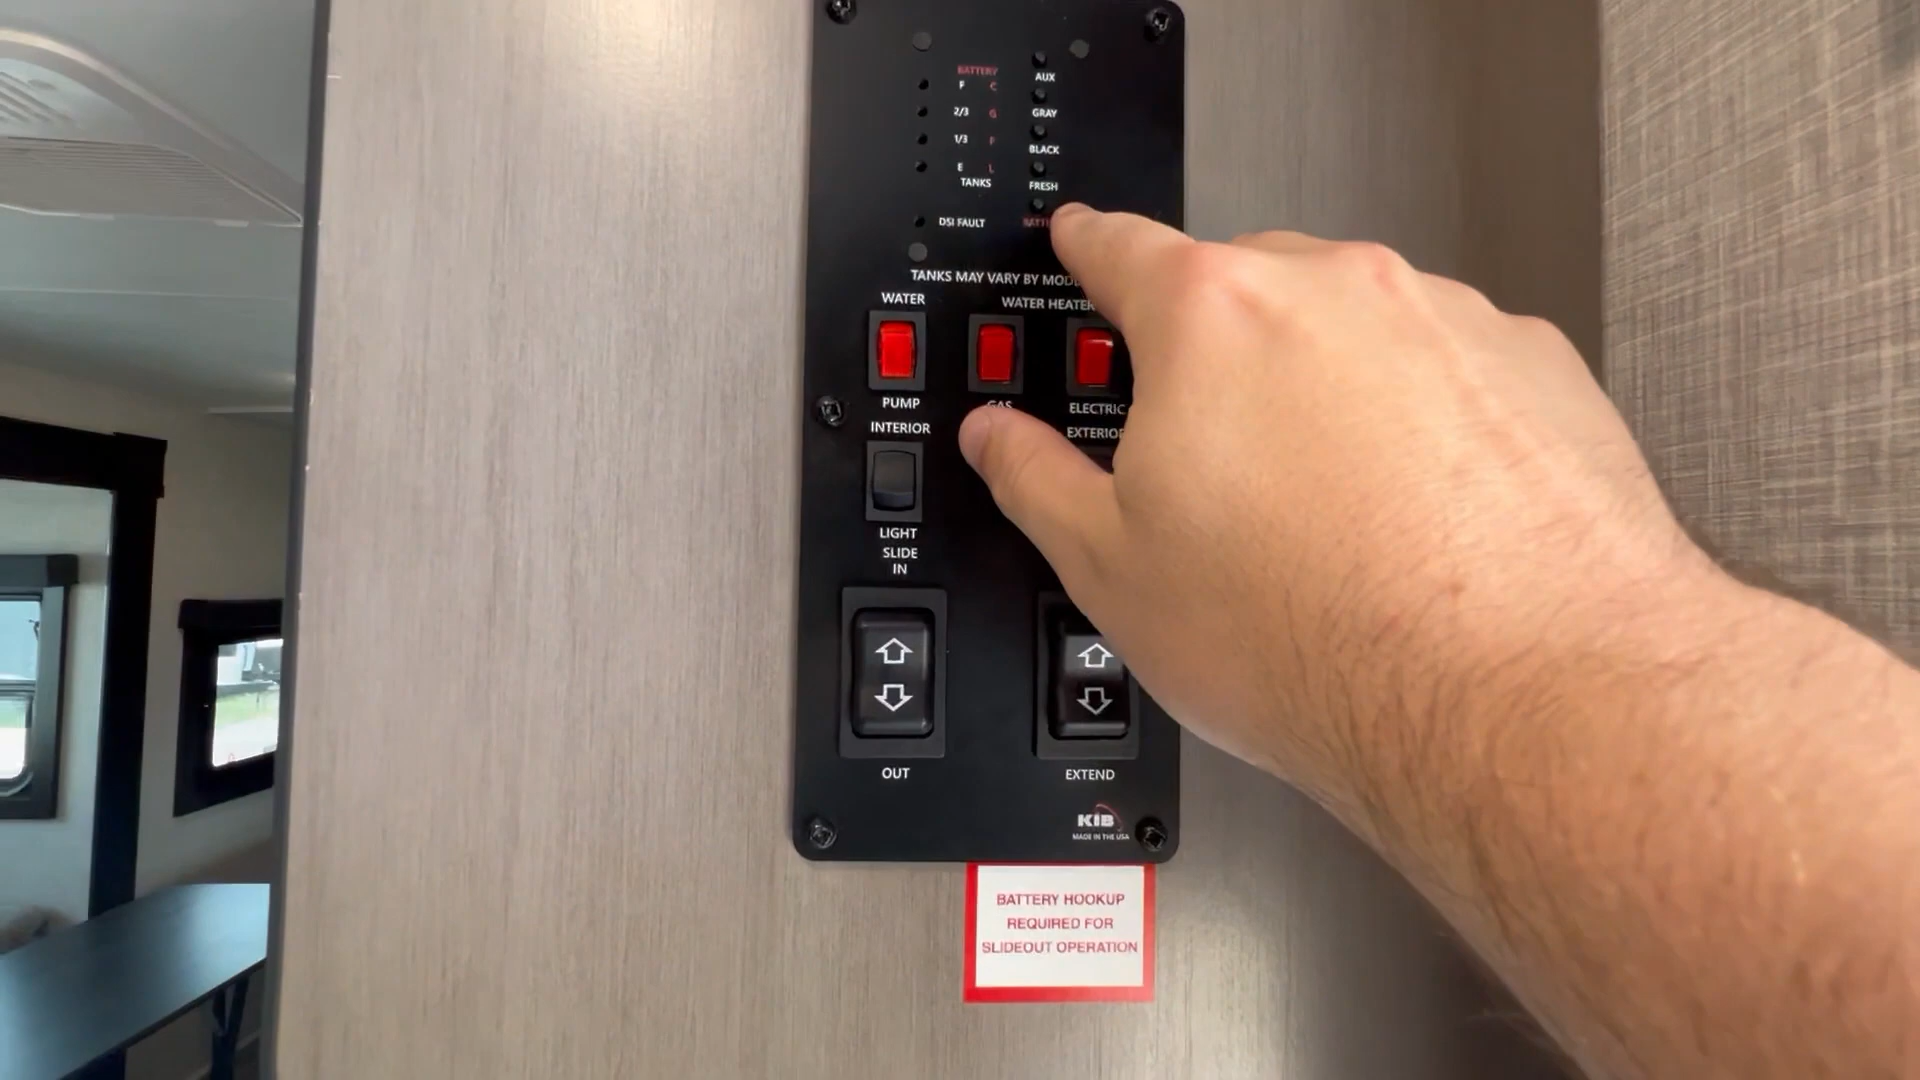 BATTERY
F C
2/3 G
1/3 F
E L
TANKS
AUX
GRAY
BLACK
FRESH
DSI FAULT
TANKS MAY VARY BY
WATER
PUMP
WATER HEATER
GAS
ELECTRIC
INTERIOR
LIGHT
EXTERIOR
SLIDE
IN
OUT
EXTEND
KIB
MADE IN THE USA
BATTERY HOOKUP
REQUIRED FOR
SLIDEOUT OPERATION